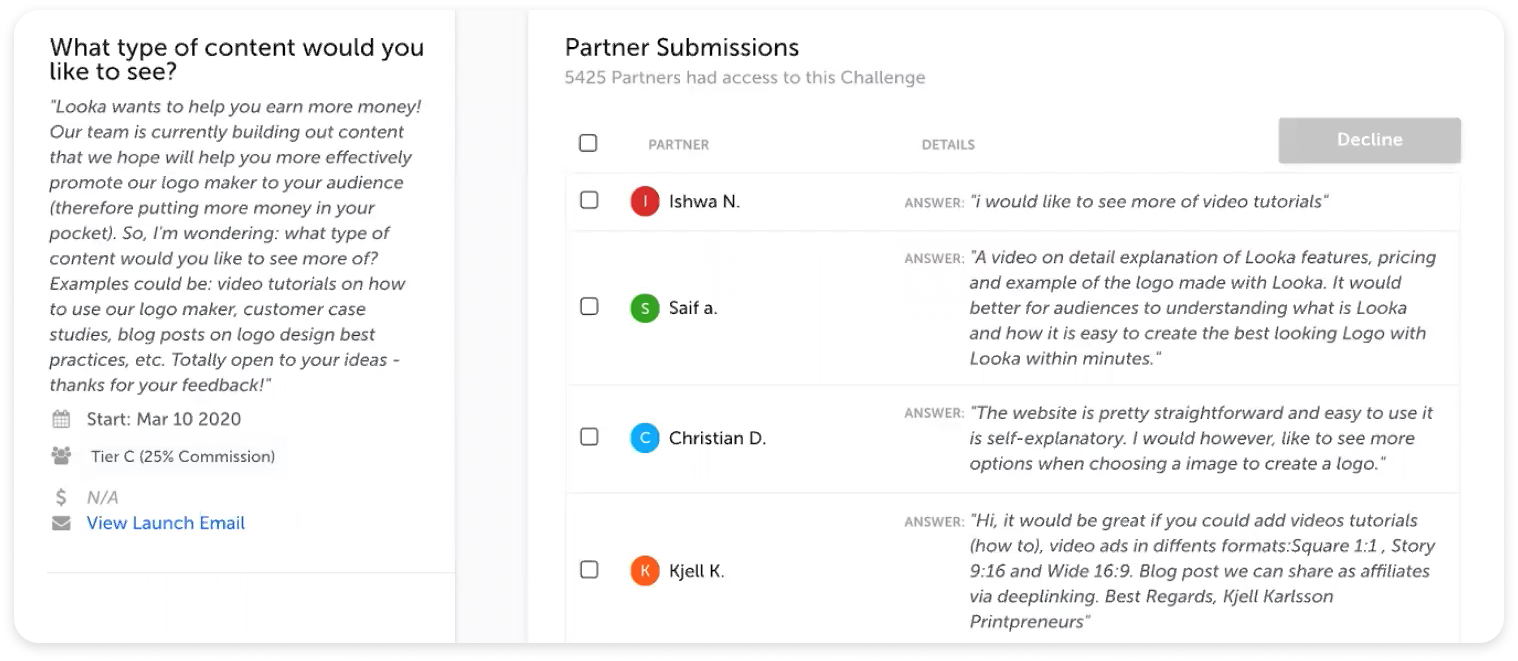 What type of content would you
like to see?
"Looka wants to help you earn more money!
Our team is currently building out content
that we hope will help you more effectively
promote our logo maker to your audience
(therefore putting more money in your
pocket). So, I'm wondering: what type of
content would you like to see more of?
Examples could be: video tutorials on how
to use our logo maker, customer case
studies, blog posts on logo design best
practices, etc. Totally open to your ideas -
thanks for your feedback!"
Start: Mar 10 2020
Tier C (25% Commission)
$ N/A
View Launch Email
Partner Submissions
5425 Partners had access to this Challenge
PARTNER DETAILS Decline
I Ishwa N. ANSWER: "i would like to see more of video tutorials"
ANSWER: "A video on detail explanation of Looka features, pricing
and example of the logo made with Looka. It would
S Saif a. better for audiences to understanding what is Looka
and how it is easy to create the best looking Logo with
Looka within minutes."
ANSWER: "The website is pretty straightforward and easy to use it
C Christian D. is self-explanatory. I would however, like to see more
options when choosing a image to create a logo."
ANSWER: "Hi, it would be great if you could add videos tutorials
(how to), video ads in diffents formats:Square 1:1 , Story
K Kjell K. 9:16 and Wide 16:9. Blog post we can share as affiliates
via deeplinking. Best Regards, Kjell Karlsson
Printpreneurs"